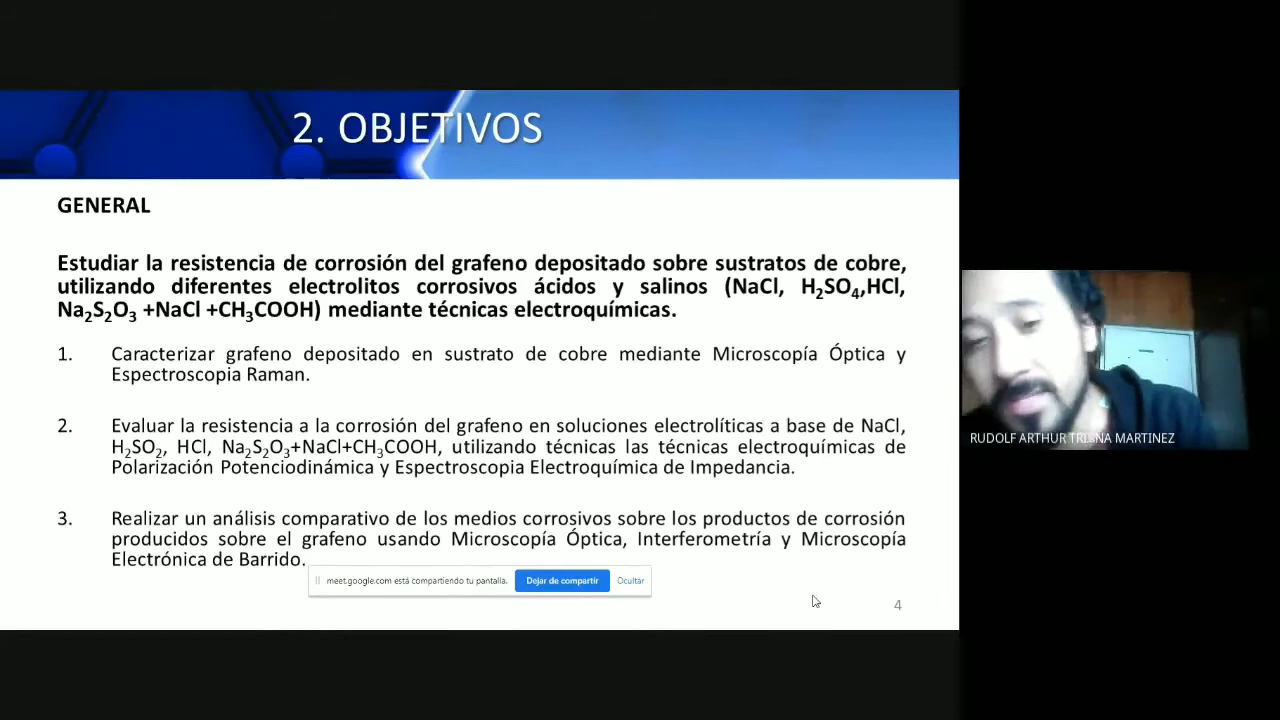 2. OBJETIVOS
GENERAL
Estudiar la resistencia de corrosión del grafeno depositado sobre sustratos de cobre,
utilizando diferentes electrolitos corrosivos ácidos y salinos (NaCl, H₂SO₄,HCl,
Na₂S₂O₃ +NaCl +CH₃COOH) mediante técnicas electroquímicas.
1. Caracterizar grafeno depositado en sustrato de cobre mediante Microscopía Óptica y
Espectroscopia Raman.
2. Evaluar la resistencia a la corrosión del grafeno en soluciones electrolíticas a base de NaCl,
H₂SO₂, HCl, Na₂S₂O₃+NaCl+CH₃COOH, utilizando técnicas las técnicas electroquímicas de
Polarización Potenciodinámica y Espectroscopia Electroquímica de Impedancia.
3. Realizar un análisis comparativo de los medios corrosivos sobre los productos de corrosión
producidos sobre el grafeno usando Microscopía Óptica, Interferometría y Microscopía
Electrónica de Barrido.
meet.google.com está compartiendo tu pantalla. Dejar de compartir Ocultar
4
RUDOLF ARTHUR MARTINEZ